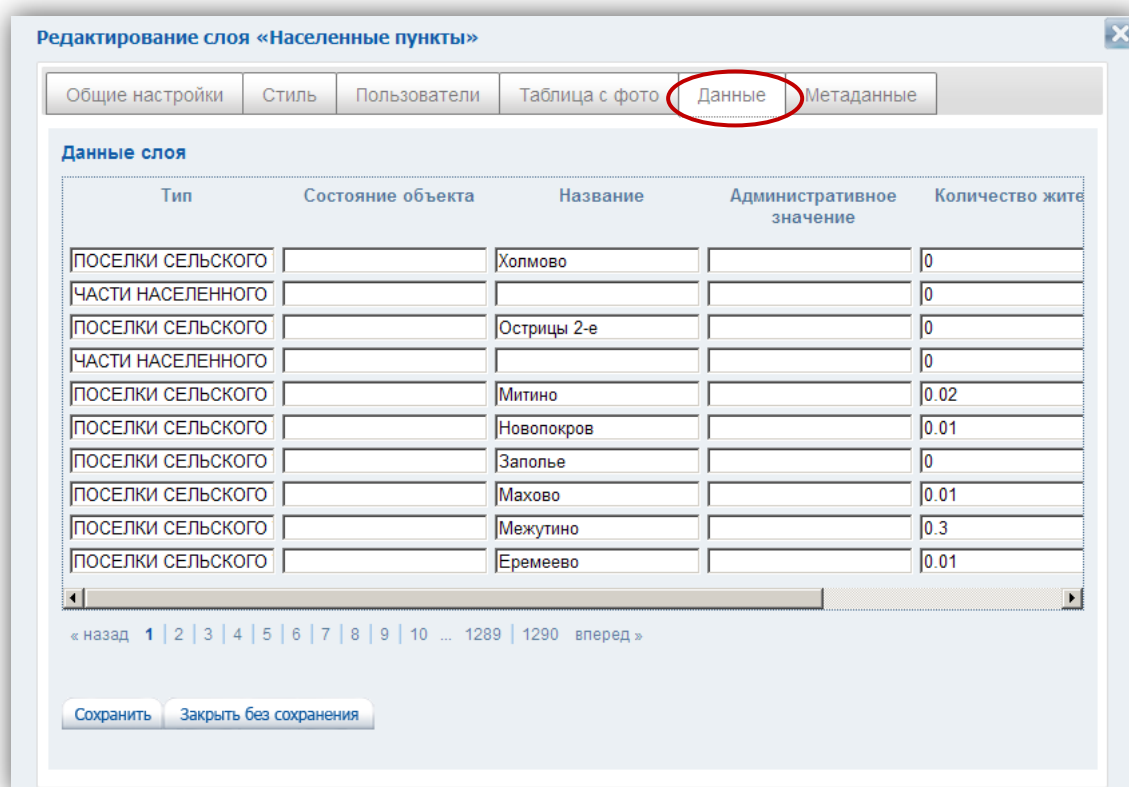 Редактирование слоя «Населенные пункты»
Общие настройки Стиль Пользователи Таблица с фото Данные Метаданные
Данные слоя
Тип Состояние объекта Название Административное значение Количество жите
ПОСЕЛКИ СЕЛЬСКОГО Холмово 0
ЧАСТИ НАСЕЛЕННОГО 0
ПОСЕЛКИ СЕЛЬСКОГО Острицы 2-е 0
ЧАСТИ НАСЕЛЕННОГО 0
ПОСЕЛКИ СЕЛЬСКОГО Митино 0.02
ПОСЕЛКИ СЕЛЬСКОГО Новопокров 0.01
ПОСЕЛКИ СЕЛЬСКОГО Заполье 0
ПОСЕЛКИ СЕЛЬСКОГО Махово 0.01
ПОСЕЛКИ СЕЛЬСКОГО Межутино 0.3
ПОСЕЛКИ СЕЛЬСКОГО Еремеево 0.01
« назад 1 | 2 | 3 | 4 | 5 | 6 | 7 | 8 | 9 | 10 ... 1289 | 1290 вперед »
Сохранить Закрыть без сохранения